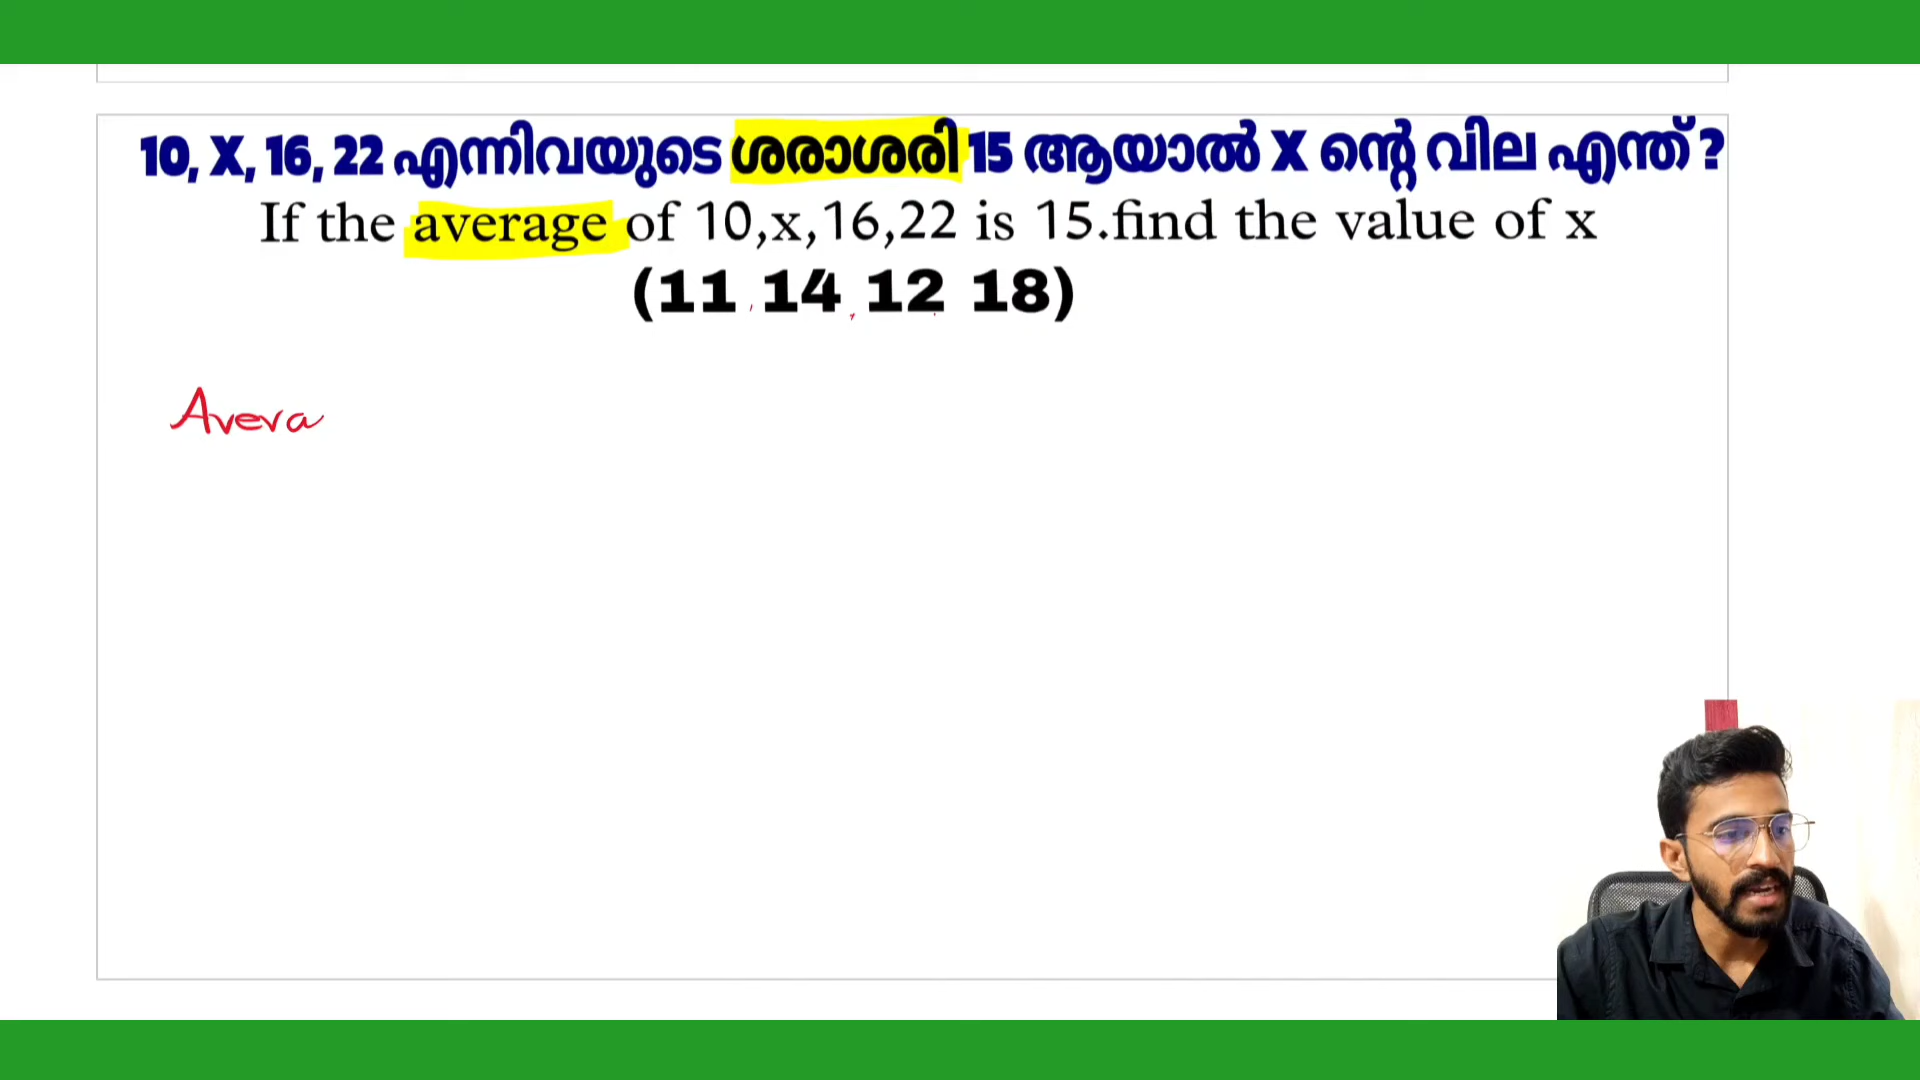 10, X, 16, 22 എന്നിവയുടെ ശരാശരി 15 ആയാൽ X ന്റെ വില എന്ത് ?
If the average of 10,x,16,22 is 15.find the value of x
(11 , 14 , 12 18)
Avera